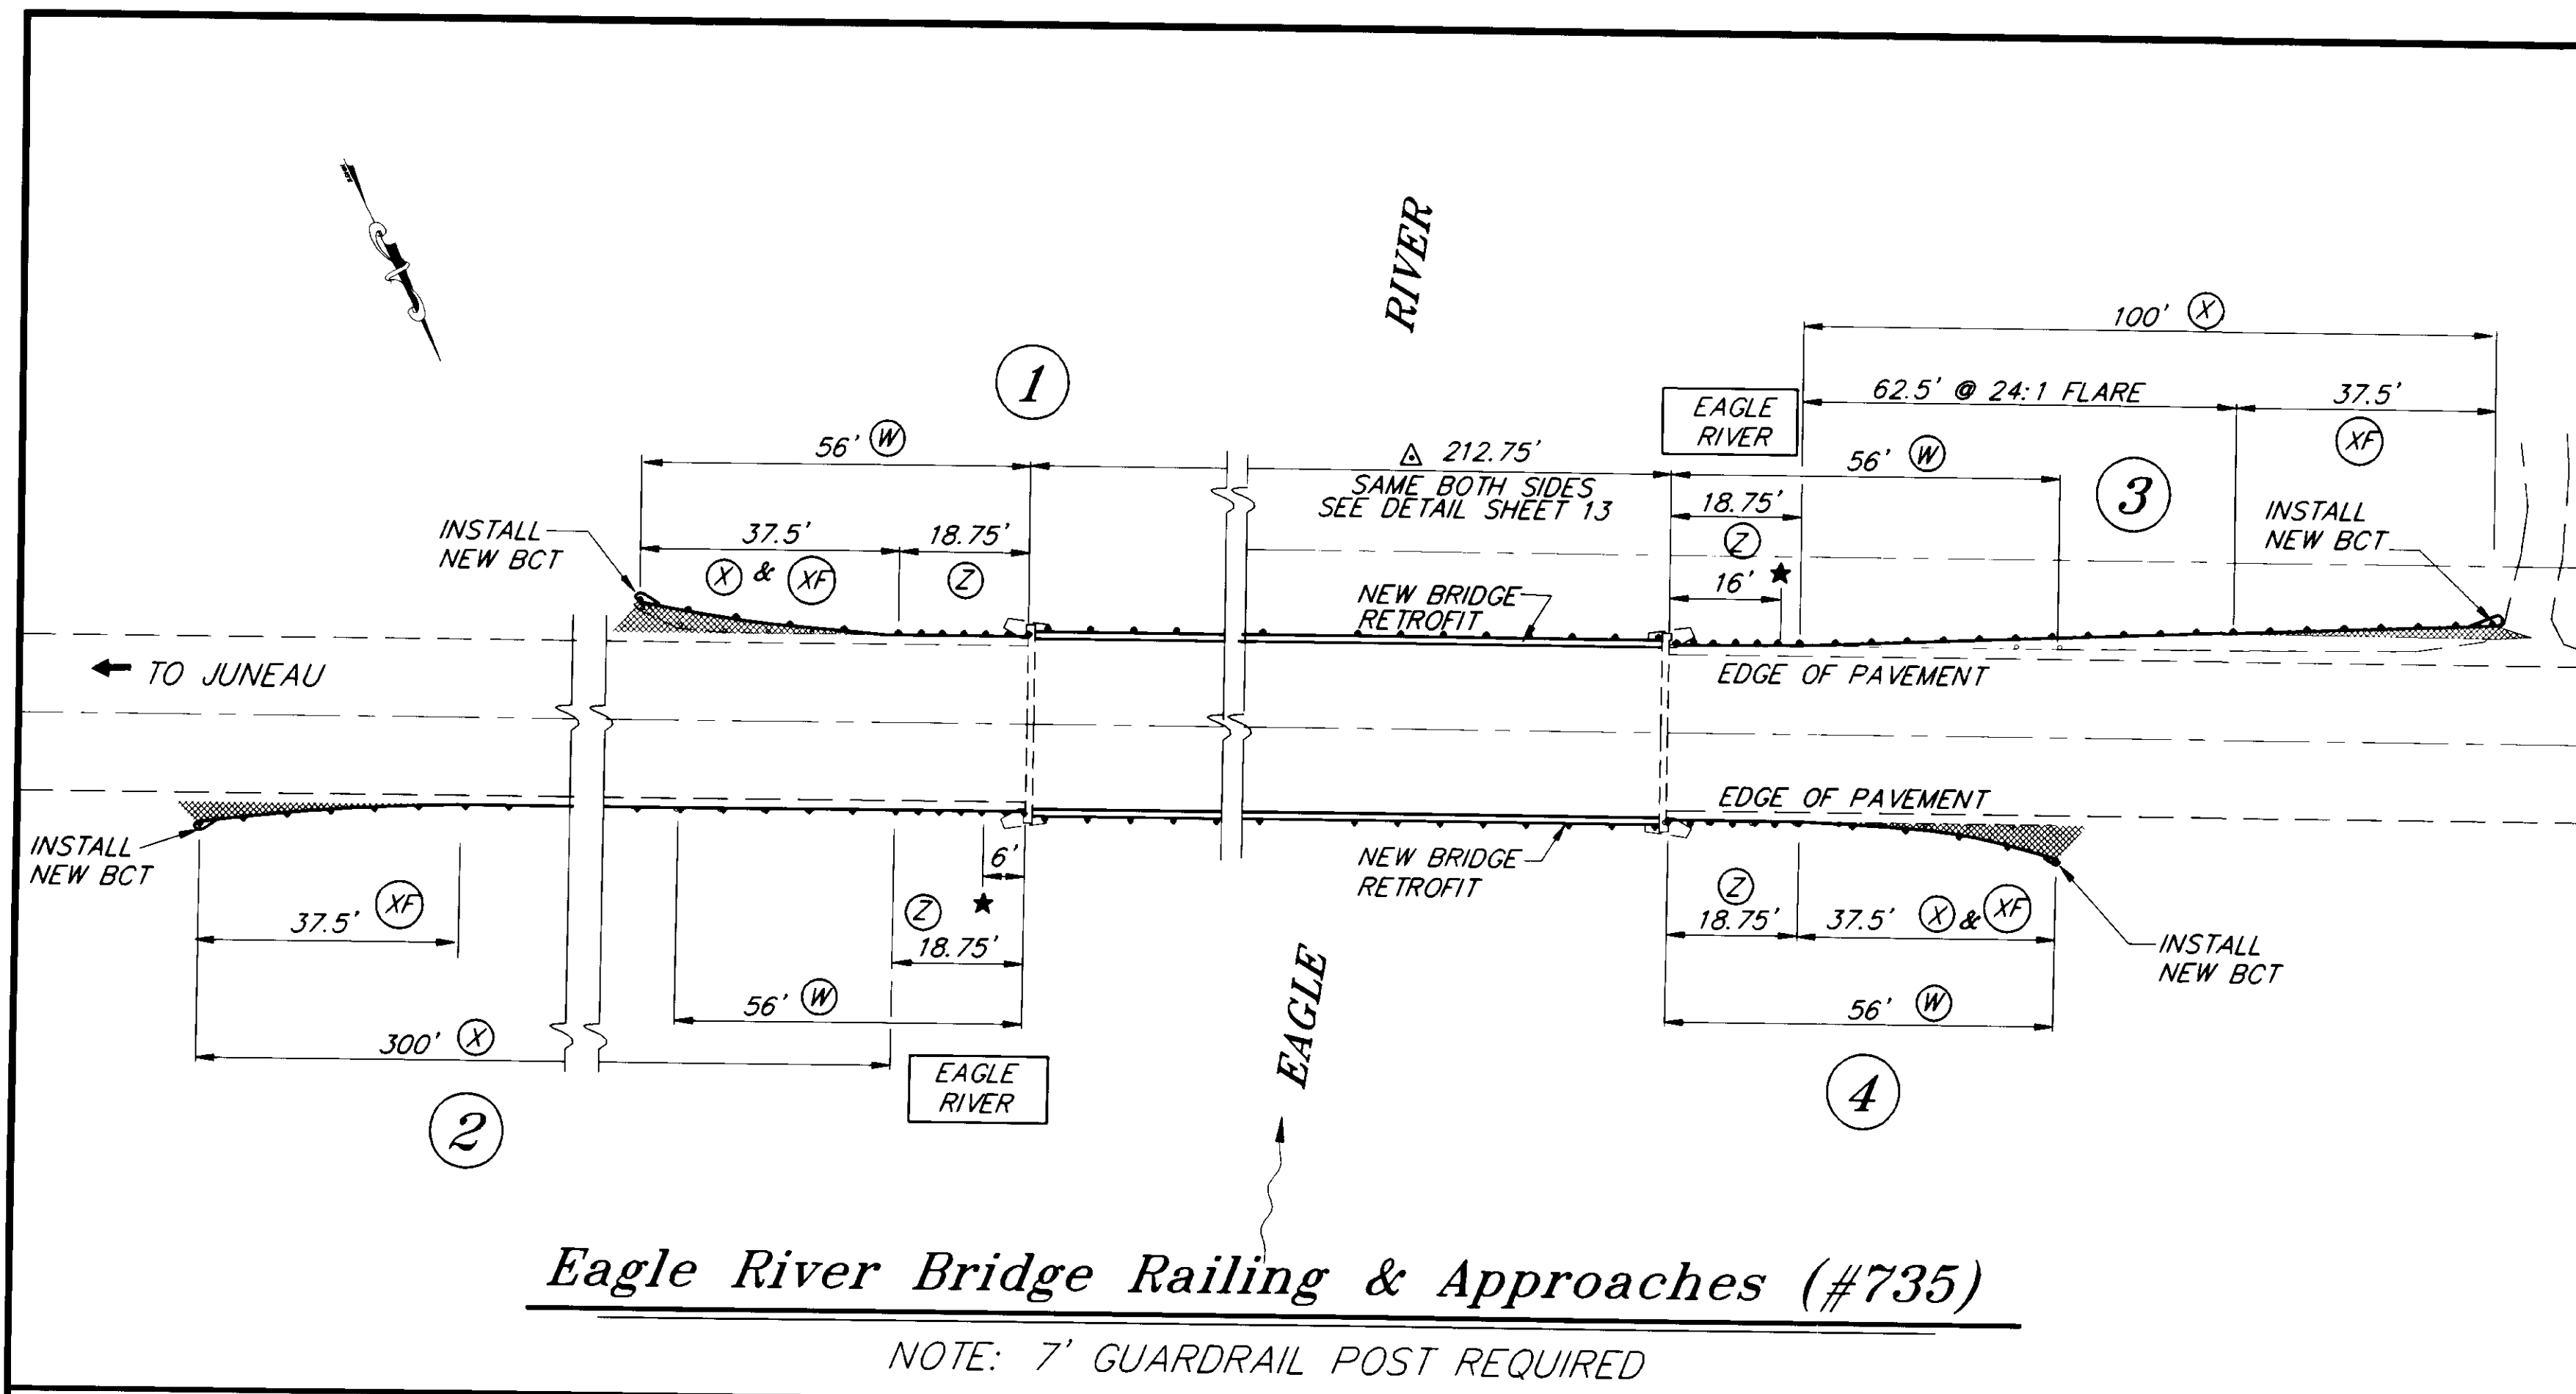 RIVER
100' X
1
62.5' @ 24:1 FLARE
37.5'
XF
EAGLE
RIVER
56' W
212.75'
SAME BOTH SIDES
SEE DETAIL SHEET 13
56' W
3
18.75'
Z
16'
INSTALL
NEW BCT
37.5'
X & XF
18.75'
Z
INSTALL
NEW BCT
NEW BRIDGE
RETROFIT
← TO JUNEAU
EDGE OF PAVEMENT
EDGE OF PAVEMENT
INSTALL
NEW BCT
6'
NEW BRIDGE
RETROFIT
37.5' XF
Z
18.75'
Z
18.75'
37.5' X & XF
INSTALL
NEW BCT
56' W
56' W
300' X
EAGLE
RIVER
EAGLE
2
4
Eagle River Bridge Railing & Approaches (#735)
NOTE: 7' GUARDRAIL POST REQUIRED